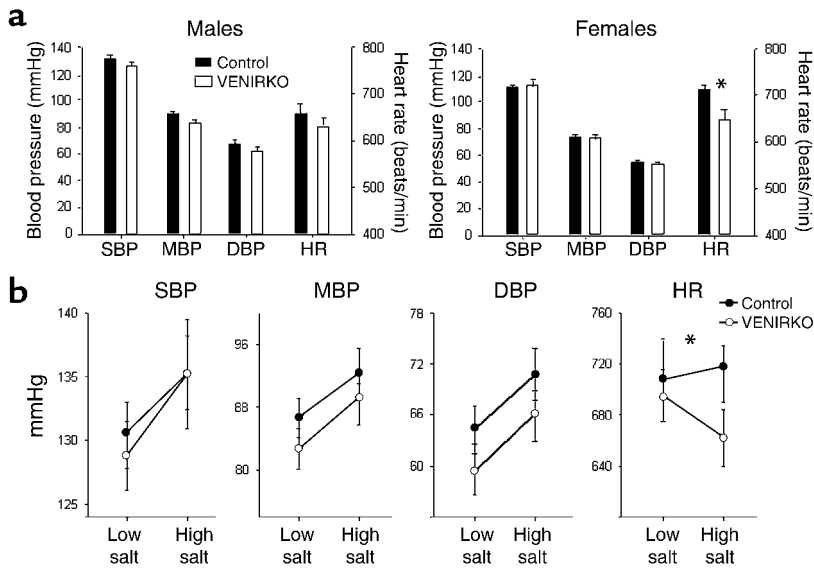 a
Males
Females
Blood pressure (mmHg)
140
120
100
80
60
40
20
0
Control
VENIRKO
800
700
600
500
400
Heart rate (beats/min)
SBP MBP DBP HR
Blood pressure (mmHg)
140
120
100
80
60
40
20
0
*
800
700
600
500
400
Heart rate (beats/min)
SBP MBP DBP HR
b
SBP
MBP
DBP
HR
mmHg
140
135
130
125
Low salt
High salt
96
88
80
Low salt
High salt
78
72
66
60
Low salt
High salt
760
720
680
640
*
Control
VENIRKO
Low salt
High salt